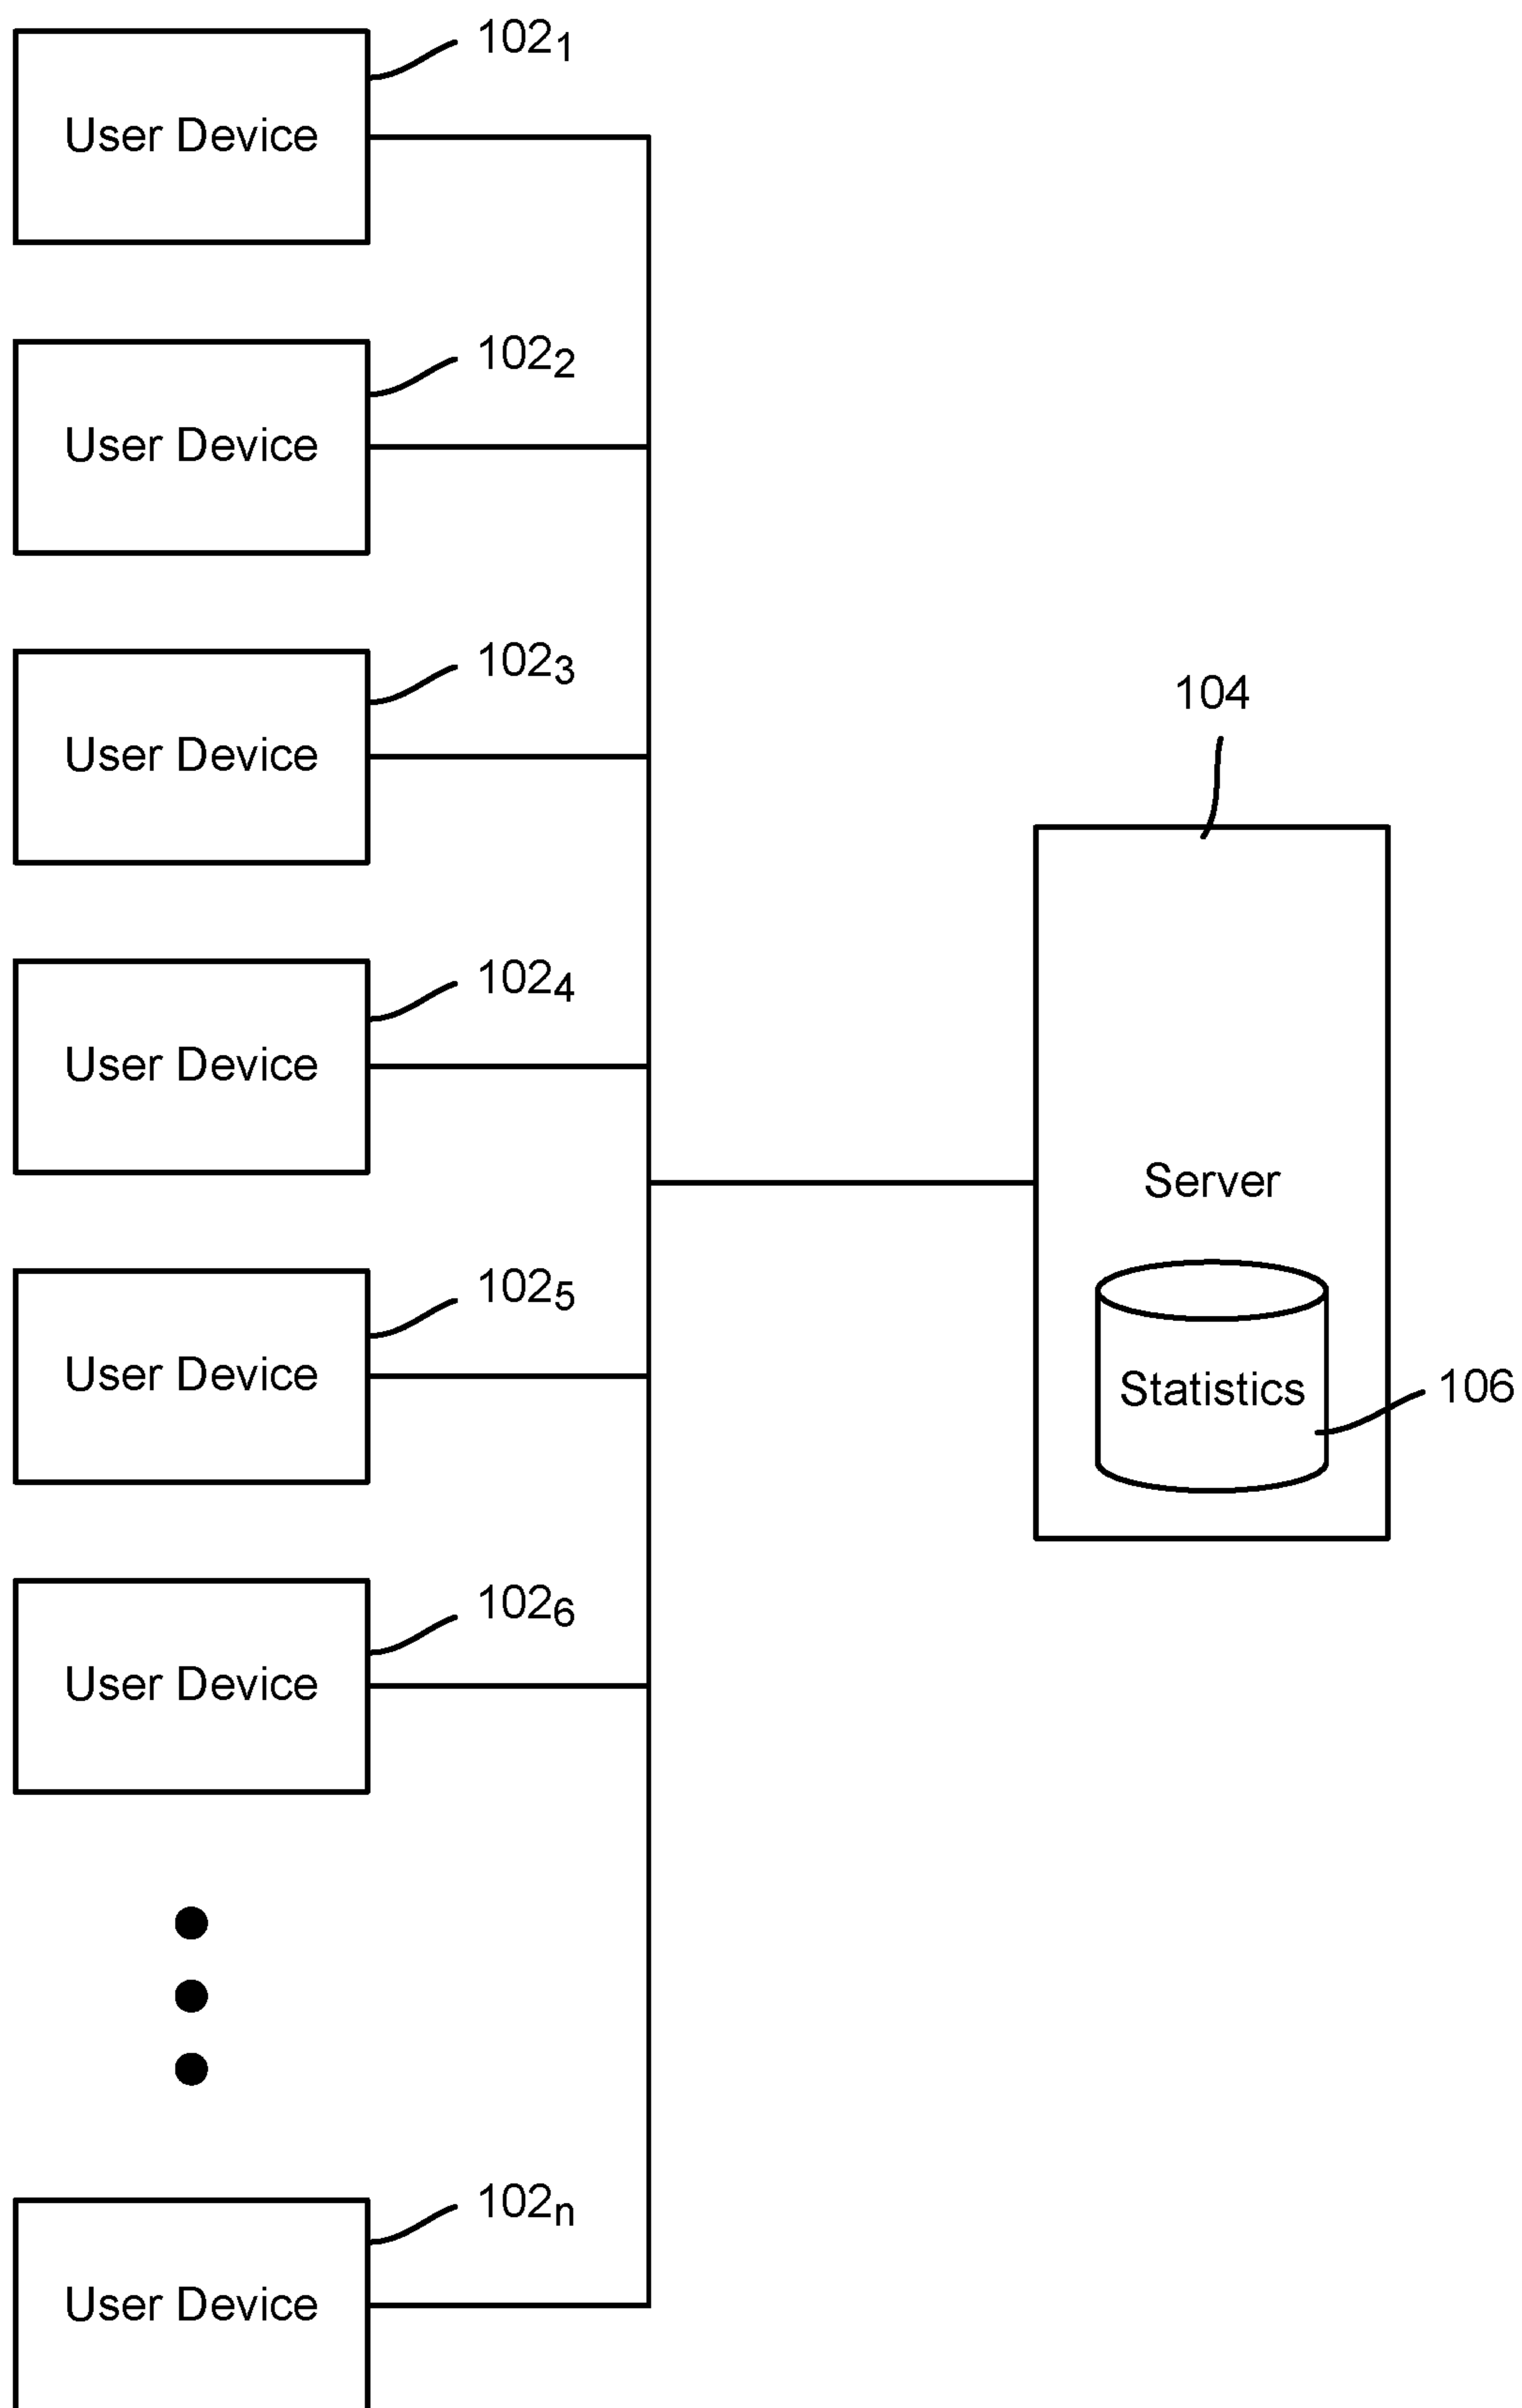 102₁
User Device
102₂
User Device
102₃
User Device
104
102₄
User Device
Server
102₅
User Device
Statistics
106
102₆
User Device
102ₙ
User Device